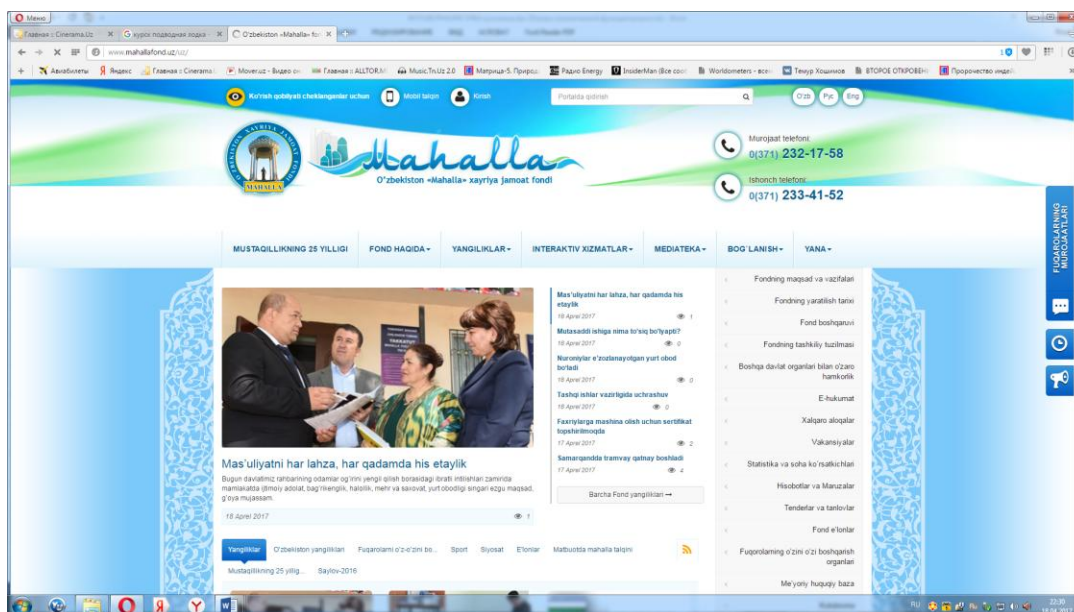 Меню
Главная :: Cinerama.Uz
курск подводная лодка -
O'zbekiston «Mahalla» fon
www.mahallafond.uz/uz/
Авиабилеты
Яндекс
Главная :: Cinerama
Mover.uz - Видео он
Главная :: ALLTOR.M
Music.Tn.Uz 2.0
Матрица-5. Природ
Радио Energy
InsiderMan (Все соот
Worldometers - все
Темур Хошимов
ВТОРОЕ ОТКРОВЕН
Пророчество индей
Ko'rish qobilyati cheklanganlar uchun
Mobil talqin
Kirish
Portalda qidirish
O'zb
Рус
Eng
O'ZBEKISTON XAYRIYA JAMOAT FONDI
MAHALLA
Mahalla
O'zbekiston «Mahalla» xayriya jamoat fondi
Murojaat telefoni:
0(371) 232-17-58
Ishonch telefoni:
0(371) 233-41-52
FUQAROLARNING
MUROJAATLARI
MUSTAQILLIKNING 25 YILLIGI
FOND HAQIDA
YANGILIKLAR
INTERAKTIV XIZMATLAR
MEDIATEKA
BOG`LANISH
YANA
Mas'uliyatni har lahza, har qadamda his etaylik
Bugun davlatimiz rahbarining odamlar og'irini yengil qilish borasidagi ibratli intilishlari zamirida
mamlakatda ijtimoiy adolat, bag'rikenglik, halollik, mehr va saxovat, yurt obodligi singari ezgu maqsad,
g'oya mujassam.
18 Aprel 2017
1
Mas'uliyatni har lahza, har qadamda his
etaylik
18 Aprel 2017
1
Mutasaddi ishiga nima to'siq bo'lyapti?
18 Aprel 2017
0
Nuroniylar e'zozlanayotgan yurt obod
bo'ladi
18 Aprel 2017
0
Tashqi ishlar vazirligida uchrashuv
18 Aprel 2017
0
Faxriylarga mashina olish uchun sertifikat
topshirilmoqda
17 Aprel 2017
2
Samarqandda tramvay qatnay boshladi
17 Aprel 2017
4
Barcha Fond yangiliklari →
Fondning maqsad va vazifalari
Fondning yaratilish tarixi
Fond boshqaruvi
Fondning tashkiliy tuzilmasi
Boshqa davlat organlari bilan o'zaro
hamkorlik
E-hukumat
Xalqaro aloqalar
Vakansiyalar
Statistika va soha ko'rsatkichlari
Hisobotlar va Maruzalar
Tenderlar va tanlovlar
Fond e'lonlar
Fuqorolarning o'zini o'zi boshqarish
organlari
Me'yoriy huquqiy baza
Yangiliklar
O'zbekiston yangiliklari
Fuqarolarni o'z-o'zini bo...
Sport
Siyosat
E'lonlar
Matbuotda mahalla talqini
Mustaqillikning 25 yillig...
Saylov-2016
RU
22:30